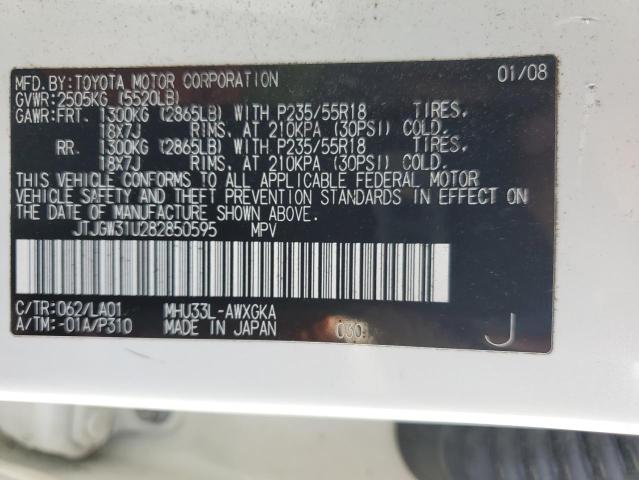 MFD. BY: TOYOTA MOTOR CORPORATION 01/08
GVWR: 2505KG (5520LB)
GAWR: FRT. 1300KG (2865LB) WITH P235/55R18 TIRES,
18X7J RIMS, AT 210KPA (30PSI) COLD.
RR. 1300KG (2865LB) WITH P235/55R18 TIRES,
18X7J RIMS, AT 210KPA (30PSI) COLD.
THIS VEHICLE CONFORMS TO ALL APPLICABLE FEDERAL MOTOR
VEHICLE SAFETY AND THEFT PREVENTION STANDARDS IN EFFECT ON
THE DATE OF MANUFACTURE SHOWN ABOVE.
JTJGW31U282850595 MPV
C/TR: 062/LA01 MHU33L-AWXGKA
A/TM: -01A/P310 MADE IN JAPAN 030 J